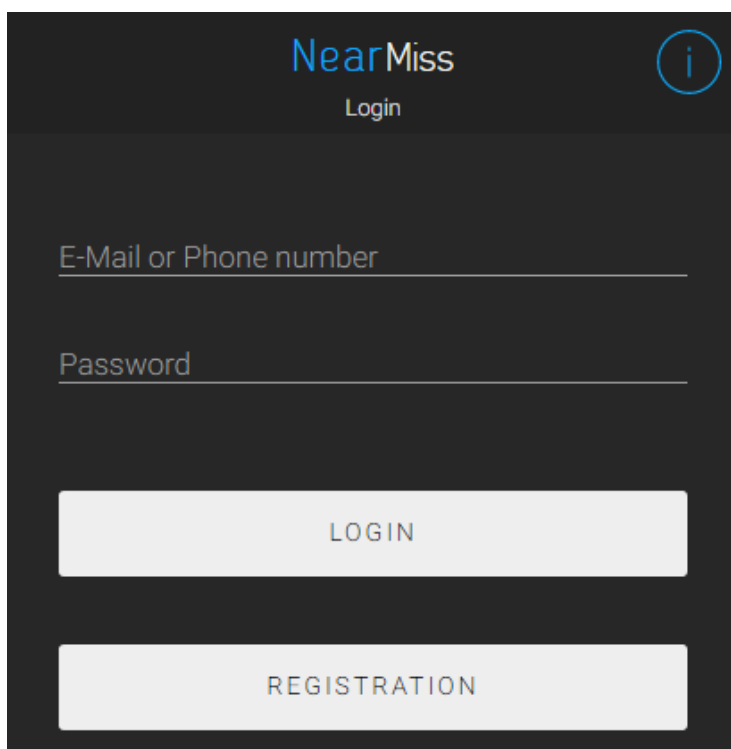 NearMiss
i
Login
E-Mail or Phone number
Password
LOGIN
REGISTRATION